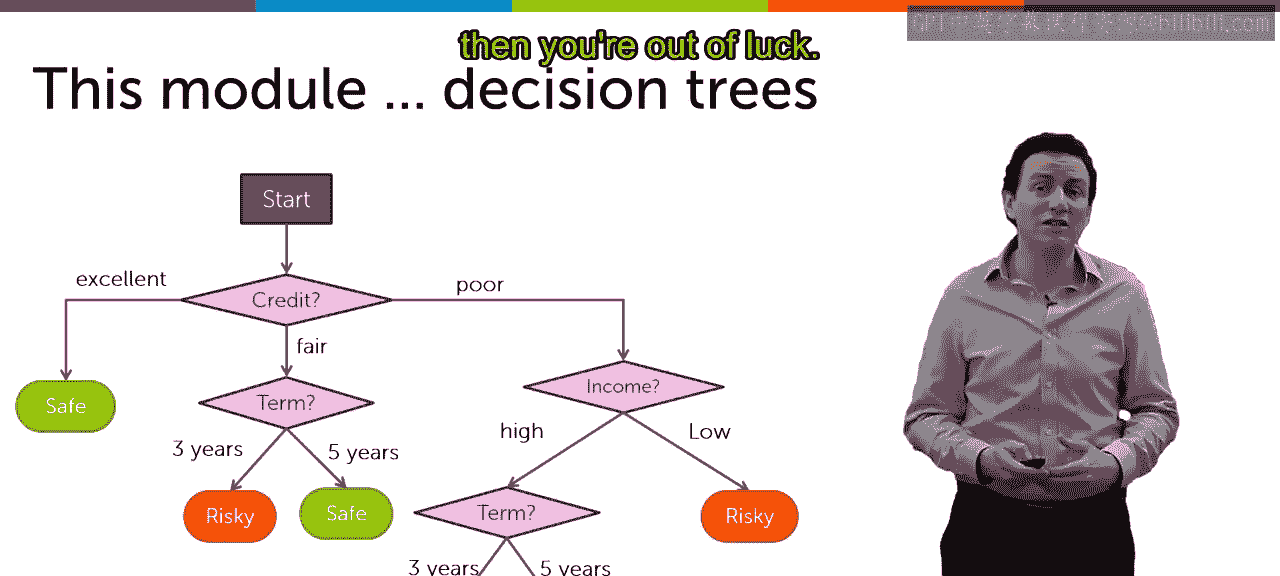 then you're out of luck.
This module ... decision trees
Start
excellent
Credit?
poor
fair
Safe
Term?
Income?
3 years
5 years
high
Low
Risky
Safe
Term?
Risky
3 years
5 years